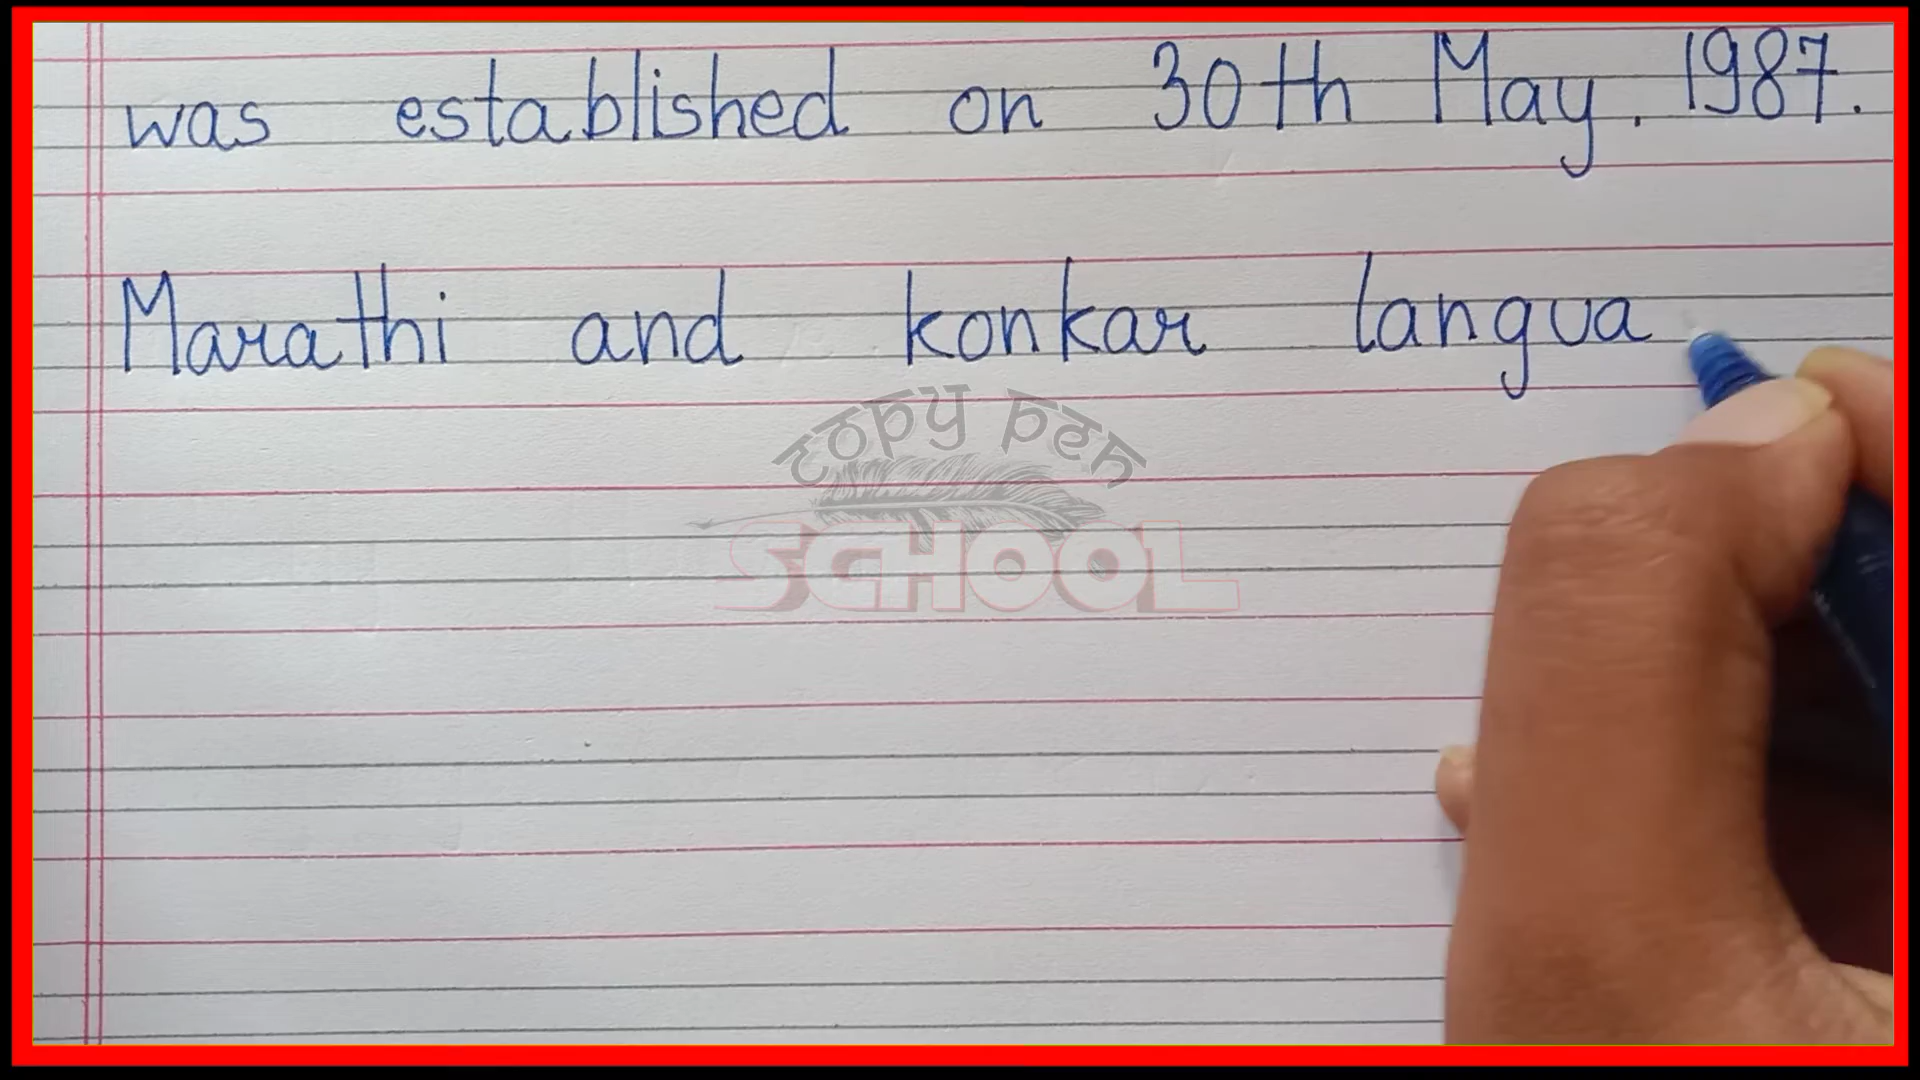 was established on 30th May. 1987.
Marathi and konkar langua
copy pen
SCHOOL